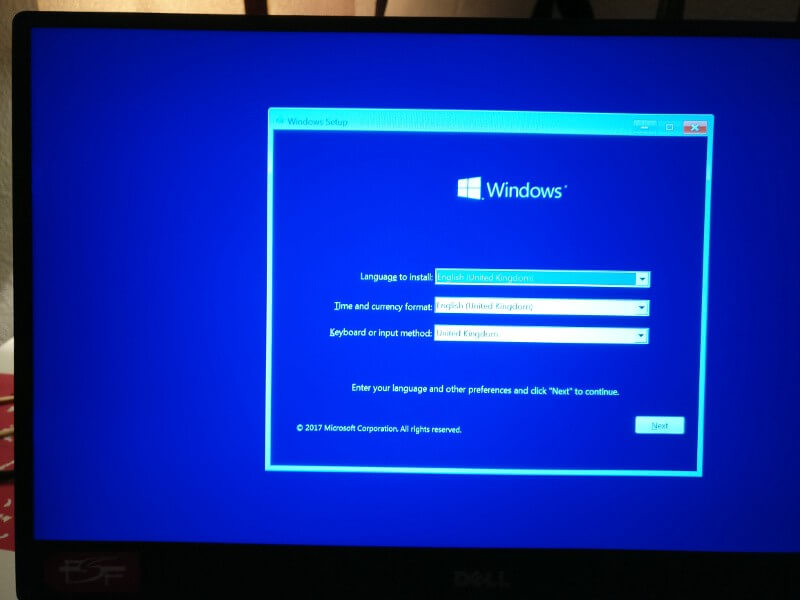 Windows Setup
Windows
Language to install: English (United Kingdom)
Time and currency format: English (United Kingdom)
Keyboard or input method: United Kingdom
Enter your language and other preferences and click "Next" to continue.
© 2017 Microsoft Corporation. All rights reserved.
Next
DELL